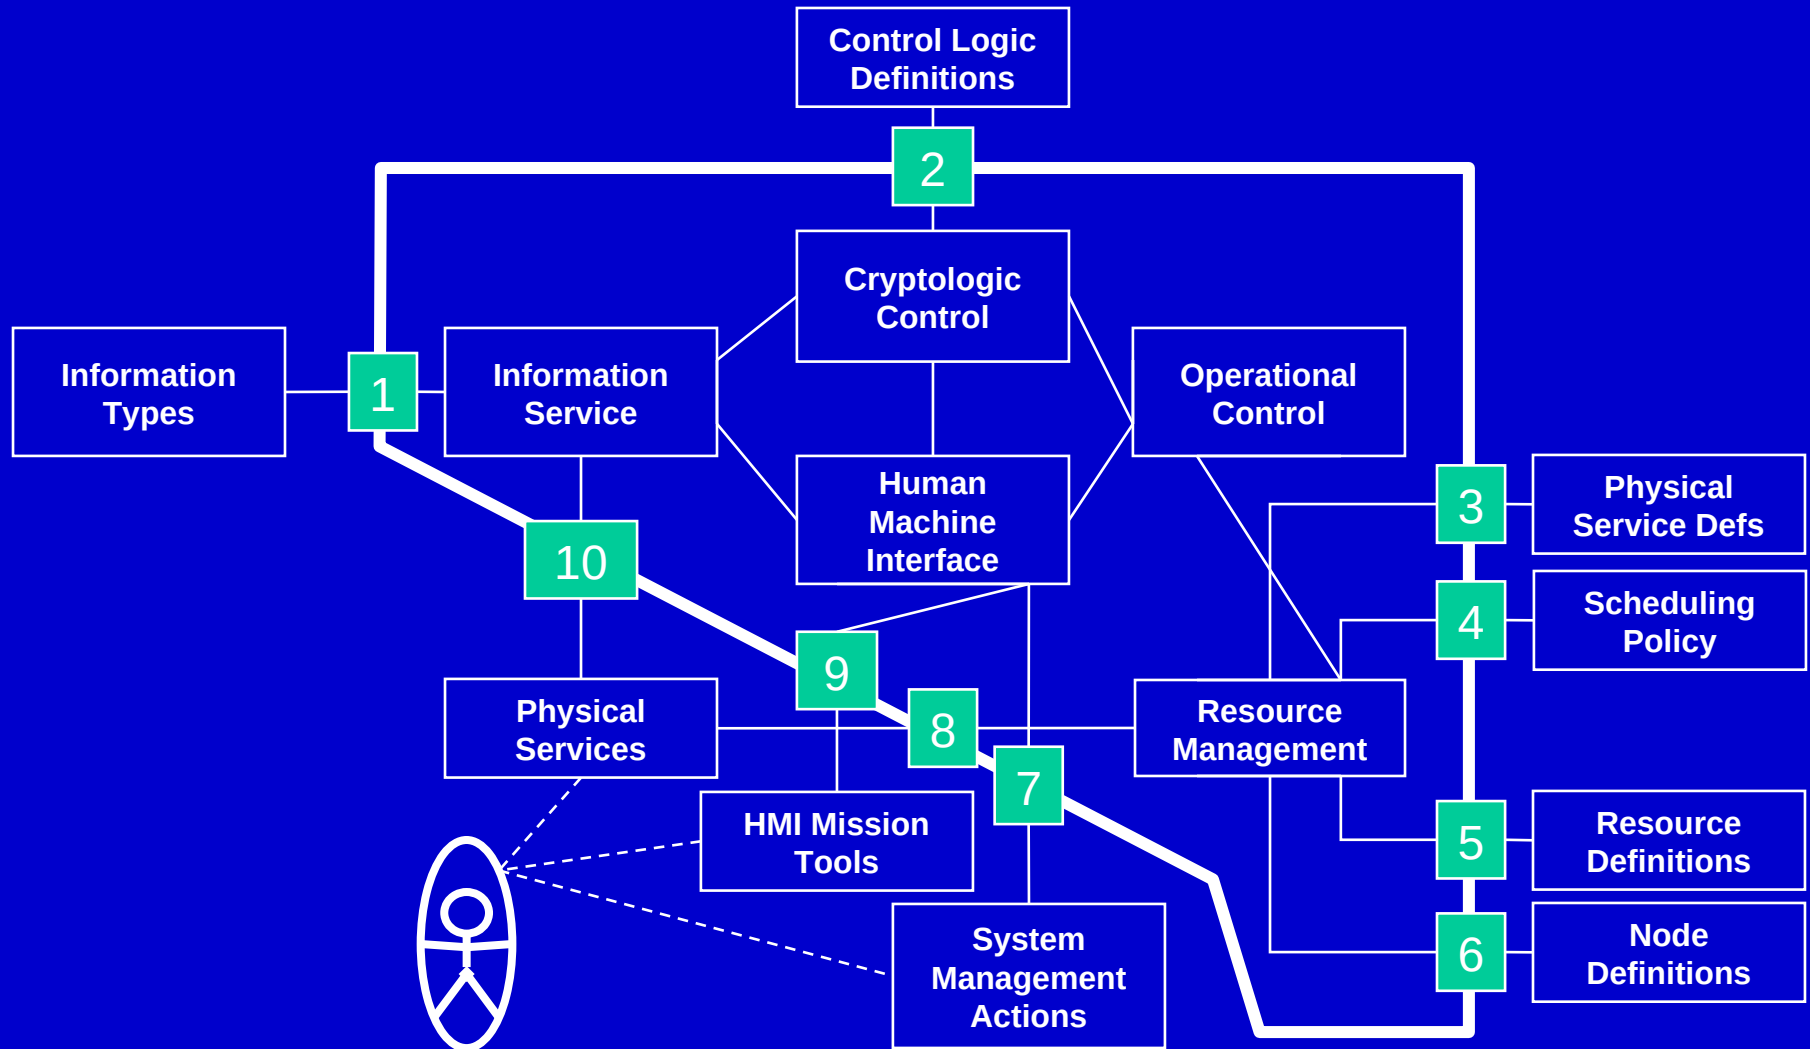 Control Logic
Definitions
2
Cryptologic
Control
Information
Types
1
Information
Service
Operational
Control
Human
Machine
Interface
3
Physical
Service Defs
10
4
Scheduling
Policy
9
8
Physical
Services
Resource
Management
7
HMI Mission
Tools
5
Resource
Definitions
System
Management
Actions
6
Node
Definitions